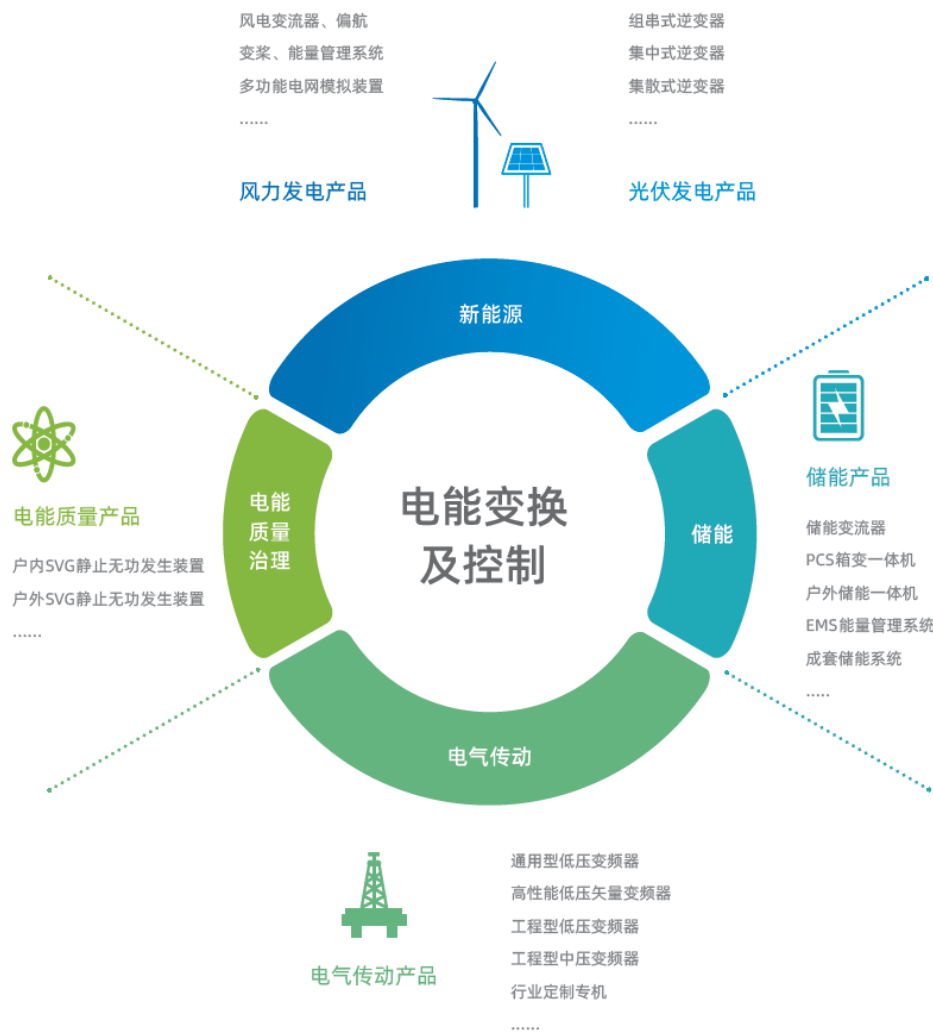 风电变流器、偏航
变桨、能量管理系统
多功能电网模拟装置
......
风力发电产品
组串式逆变器
集中式逆变器
集散式逆变器
......
光伏发电产品
新能源
电能
质量
治理
电能变换
及控制
储能
电气传动
电能质量产品
户内SVG静止无功发生装置
户外SVG静止无功发生装置
......
储能产品
储能变流器
PCS箱变一体机
户外储能一体机
EMS能量管理系统
成套储能系统
.....
电气传动产品
通用型低压变频器
高性能低压矢量变频器
工程型低压变频器
工程型中压变频器
行业定制专机
......